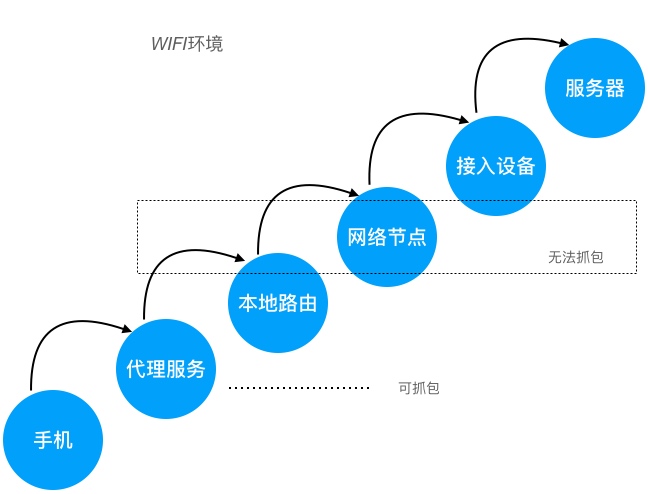 WIFI环境
服务器
接入设备
网络节点
无法抓包
本地路由
代理服务
可抓包
手机